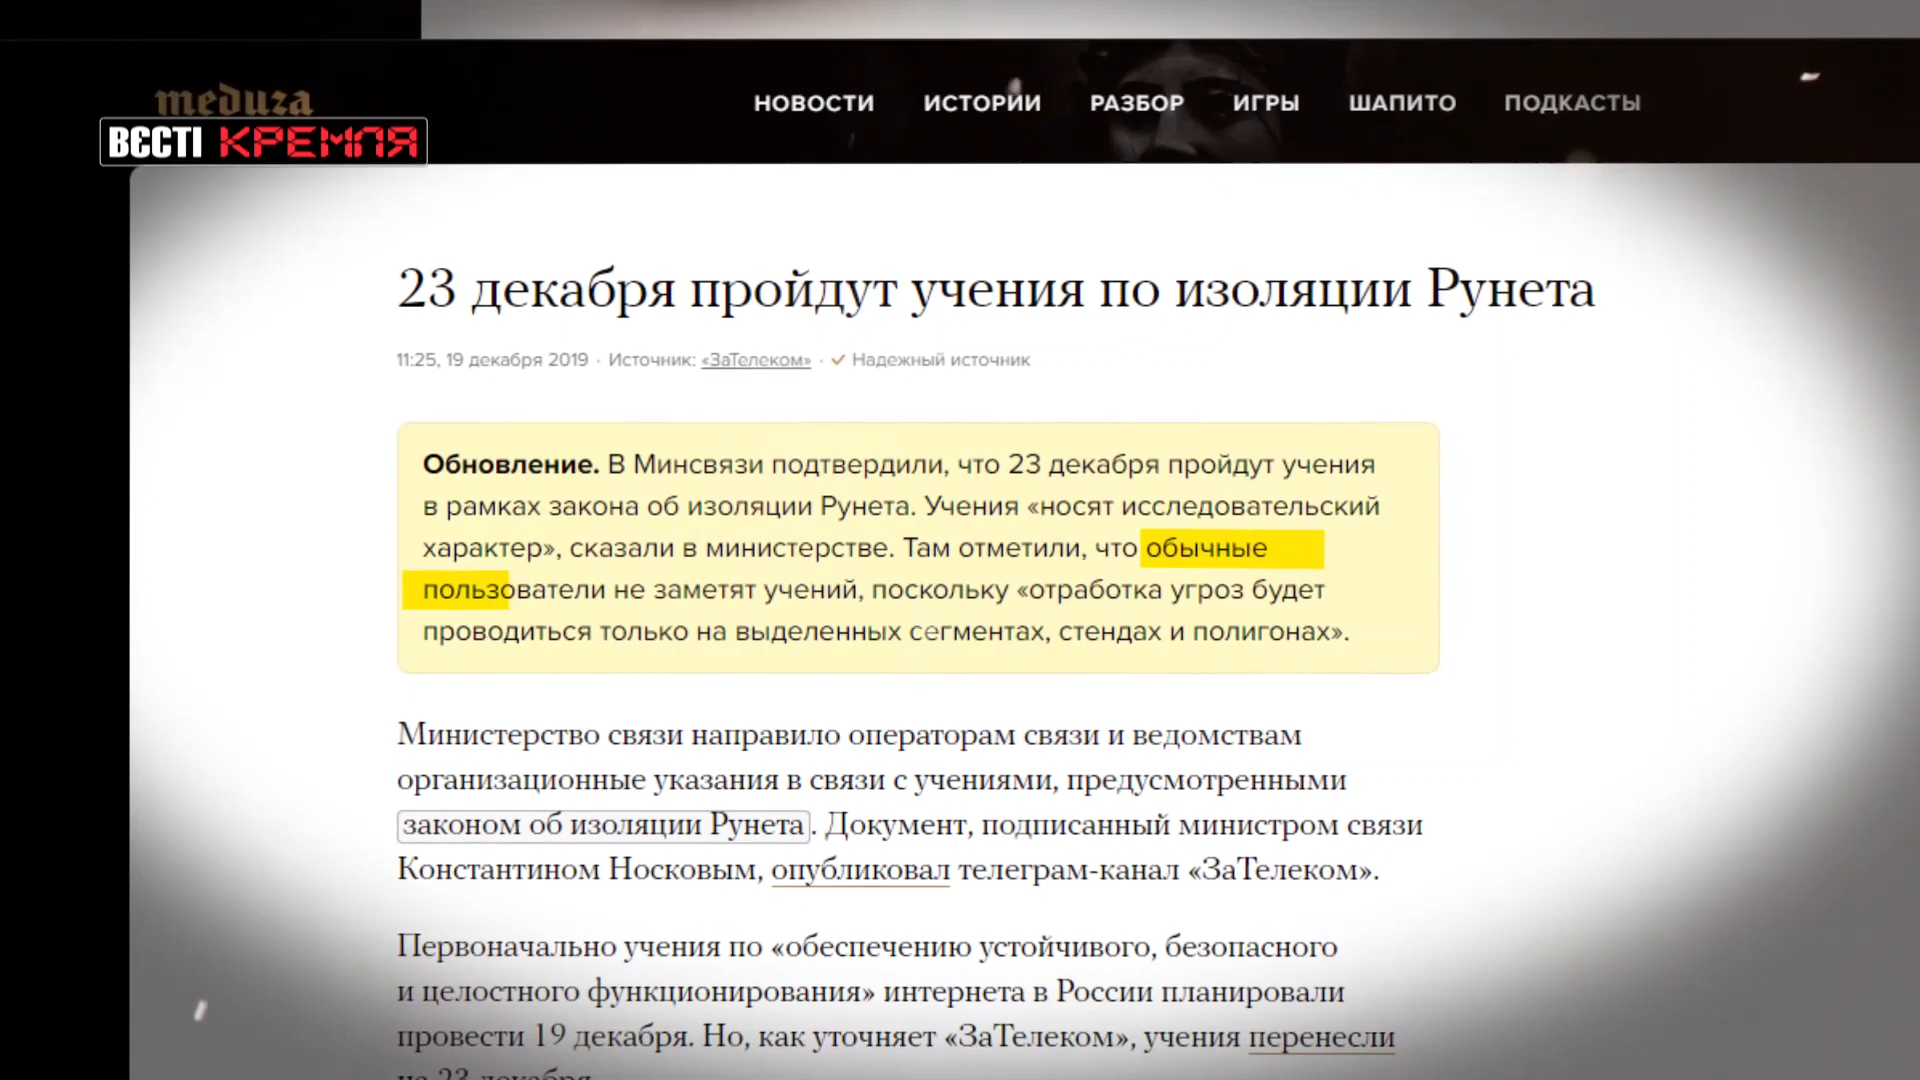 meduza
ВЄСТІ КРЕМЛЯ
НОВОСТИ ИСТОРИИ РАЗБОР ИГРЫ ШАПИТО ПОДКАСТЫ
23 декабря пройдут учения по изоляции Рунета
11:25, 19 декабря 2019 · Источник: «ЗаТелеком» · ✓ Надежный источник
Обновление. В Минсвязи подтвердили, что 23 декабря пройдут учения
в рамках закона об изоляции Рунета. Учения «носят исследовательский
характер», сказали в министерстве. Там отметили, что обычные
пользователи не заметят учений, поскольку «отработка угроз будет
проводиться только на выделенных сегментах, стендах и полигонах».
Министерство связи направило операторам связи и ведомствам
организационные указания в связи с учениями, предусмотренными
законом об изоляции Рунета. Документ, подписанный министром связи
Константином Носковым, опубликовал телеграм-канал «ЗаТелеком».
Первоначально учения по «обеспечению устойчивого, безопасного
и целостного функционирования» интернета в России планировали
провести 19 декабря. Но, как уточняет «ЗаТелеком», учения перенесли
на 23 декабря.